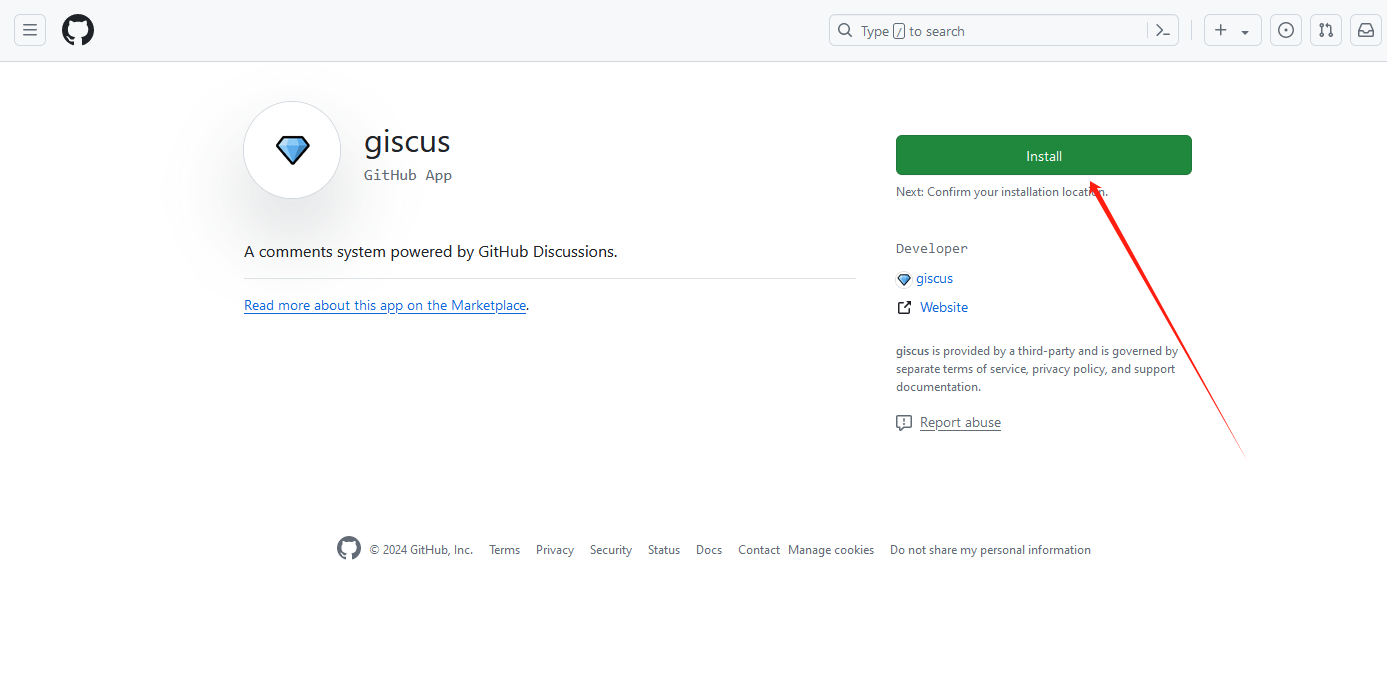 Type / to search
giscus
GitHub App
Install
Next: Confirm your installation location.
A comments system powered by GitHub Discussions.
Read more about this app on the Marketplace.
Developer
giscus
Website
giscus is provided by a third-party and is governed by
separate terms of service, privacy policy, and support
documentation.
Report abuse
© 2024 GitHub, Inc. Terms Privacy Security Status Docs Contact Manage cookies Do not share my personal information